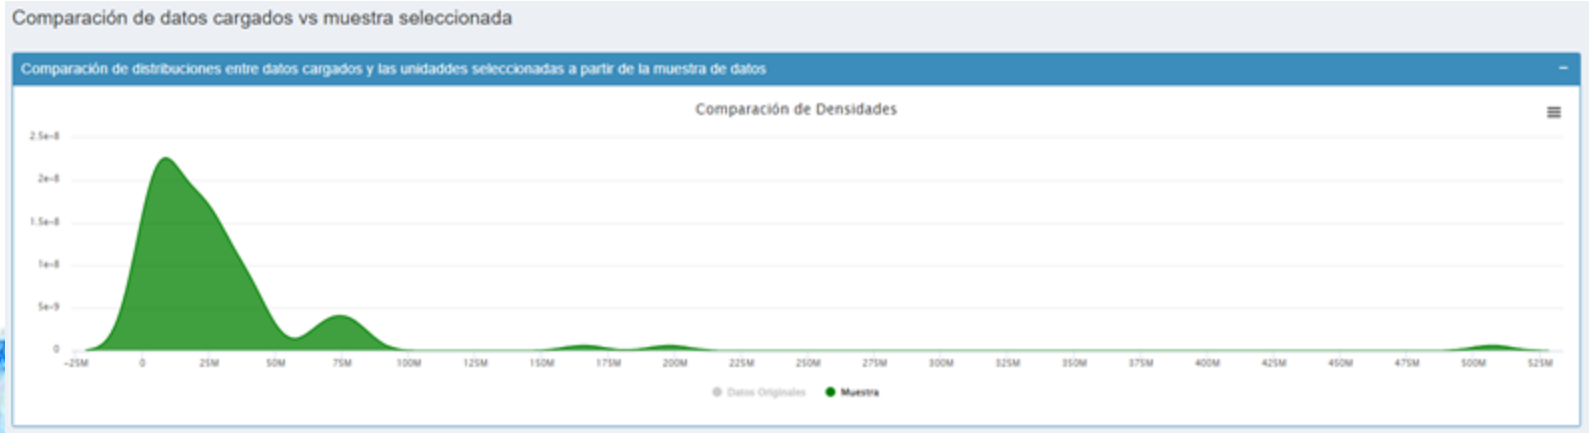 Comparación de datos cargados vs muestra seleccionada
Comparación de distribuciones entre datos cargados y las unidaddes seleccionadas a partir de la muestra de datos
Comparación de Densidades
2.5e-8
2e-8
1.5e-8
1e-8
5e-9
0
-25M 0 25M 50M 75M 100M 125M 150M 175M 200M 225M 250M 275M 300M 325M 350M 375M 400M 425M 450M 475M 500M 525M
Datos Originales Muestra